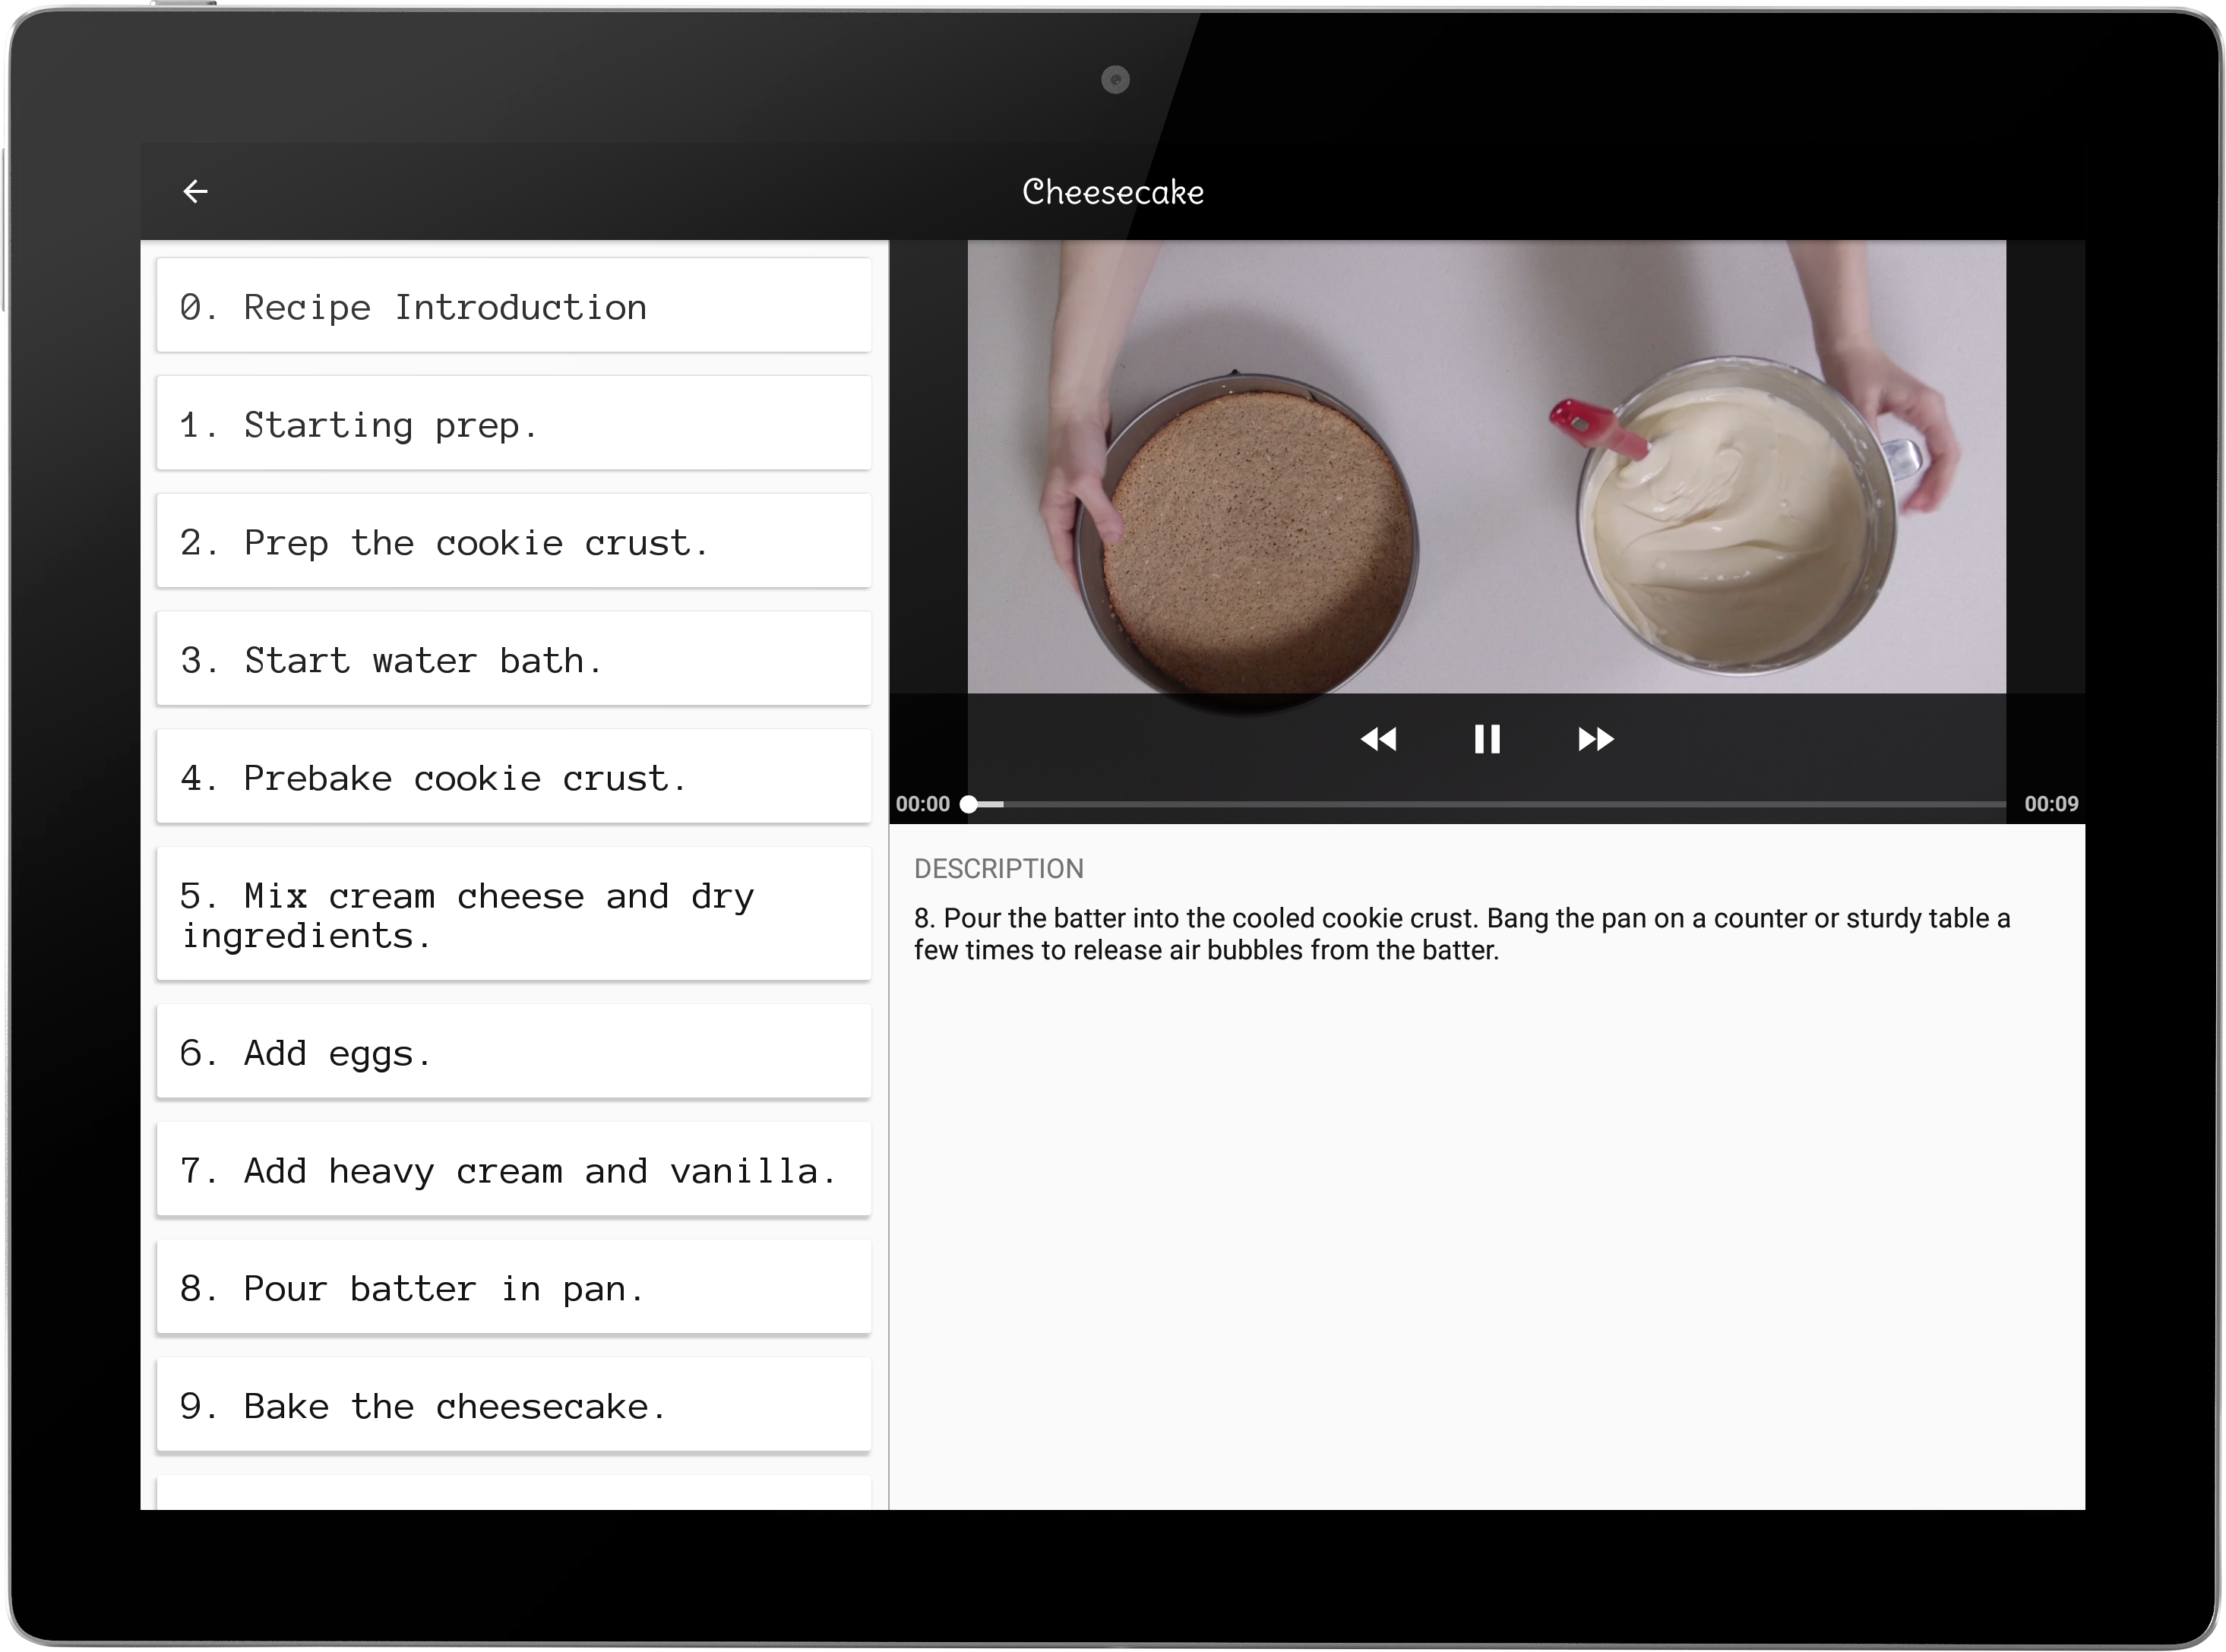 Cheesecake
0. Recipe Introduction
1. Starting prep.
2. Prep the cookie crust.
3. Start water bath.
4. Prebake cookie crust.
5. Mix cream cheese and dry
ingredients.
6. Add eggs.
7. Add heavy cream and vanilla.
8. Pour batter in pan.
9. Bake the cheesecake.
00:00
00:09
DESCRIPTION
8. Pour the batter into the cooled cookie crust. Bang the pan on a counter or sturdy table a
few times to release air bubbles from the batter.